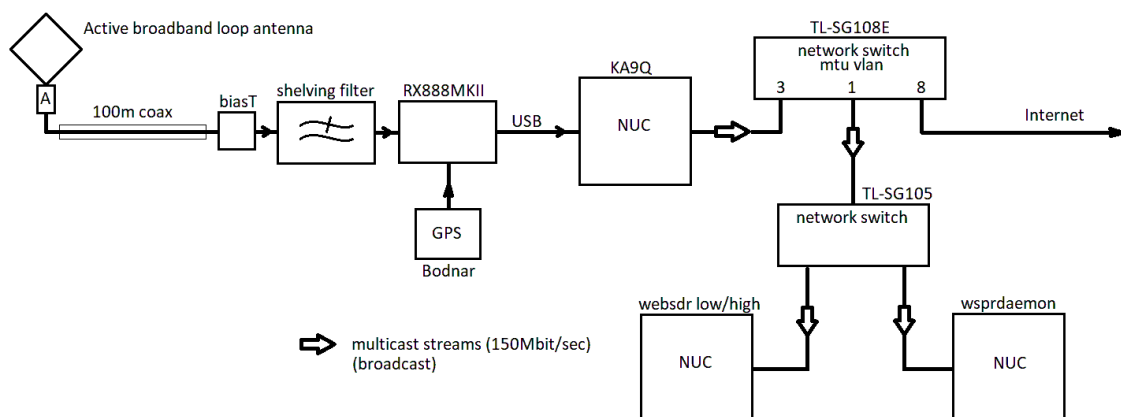 Active broadband loop antenna
A
100m coax
biasT
shelving filter
RX888MKII
USB
GPS
Bodnar
KA9Q
NUC
TL-SG108E
network switch
mtu vlan
3 1 8
Internet
TL-SG105
network switch
websdr low/high
NUC
wsprdaemon
NUC
multicast streams (150Mbit/sec)
(broadcast)